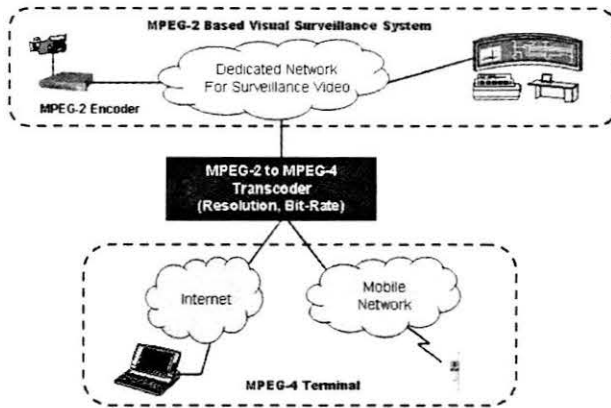 MPEG-2 Based Visual Surveillance System
Dedicated Network
For Surveillance Video
MPEG-2 Encoder
MPEG-2 to MPEG-4
Transcoder
(Resolution, Bit-Rate)
Internet
Mobile
Network
MPEG-4 Terminal